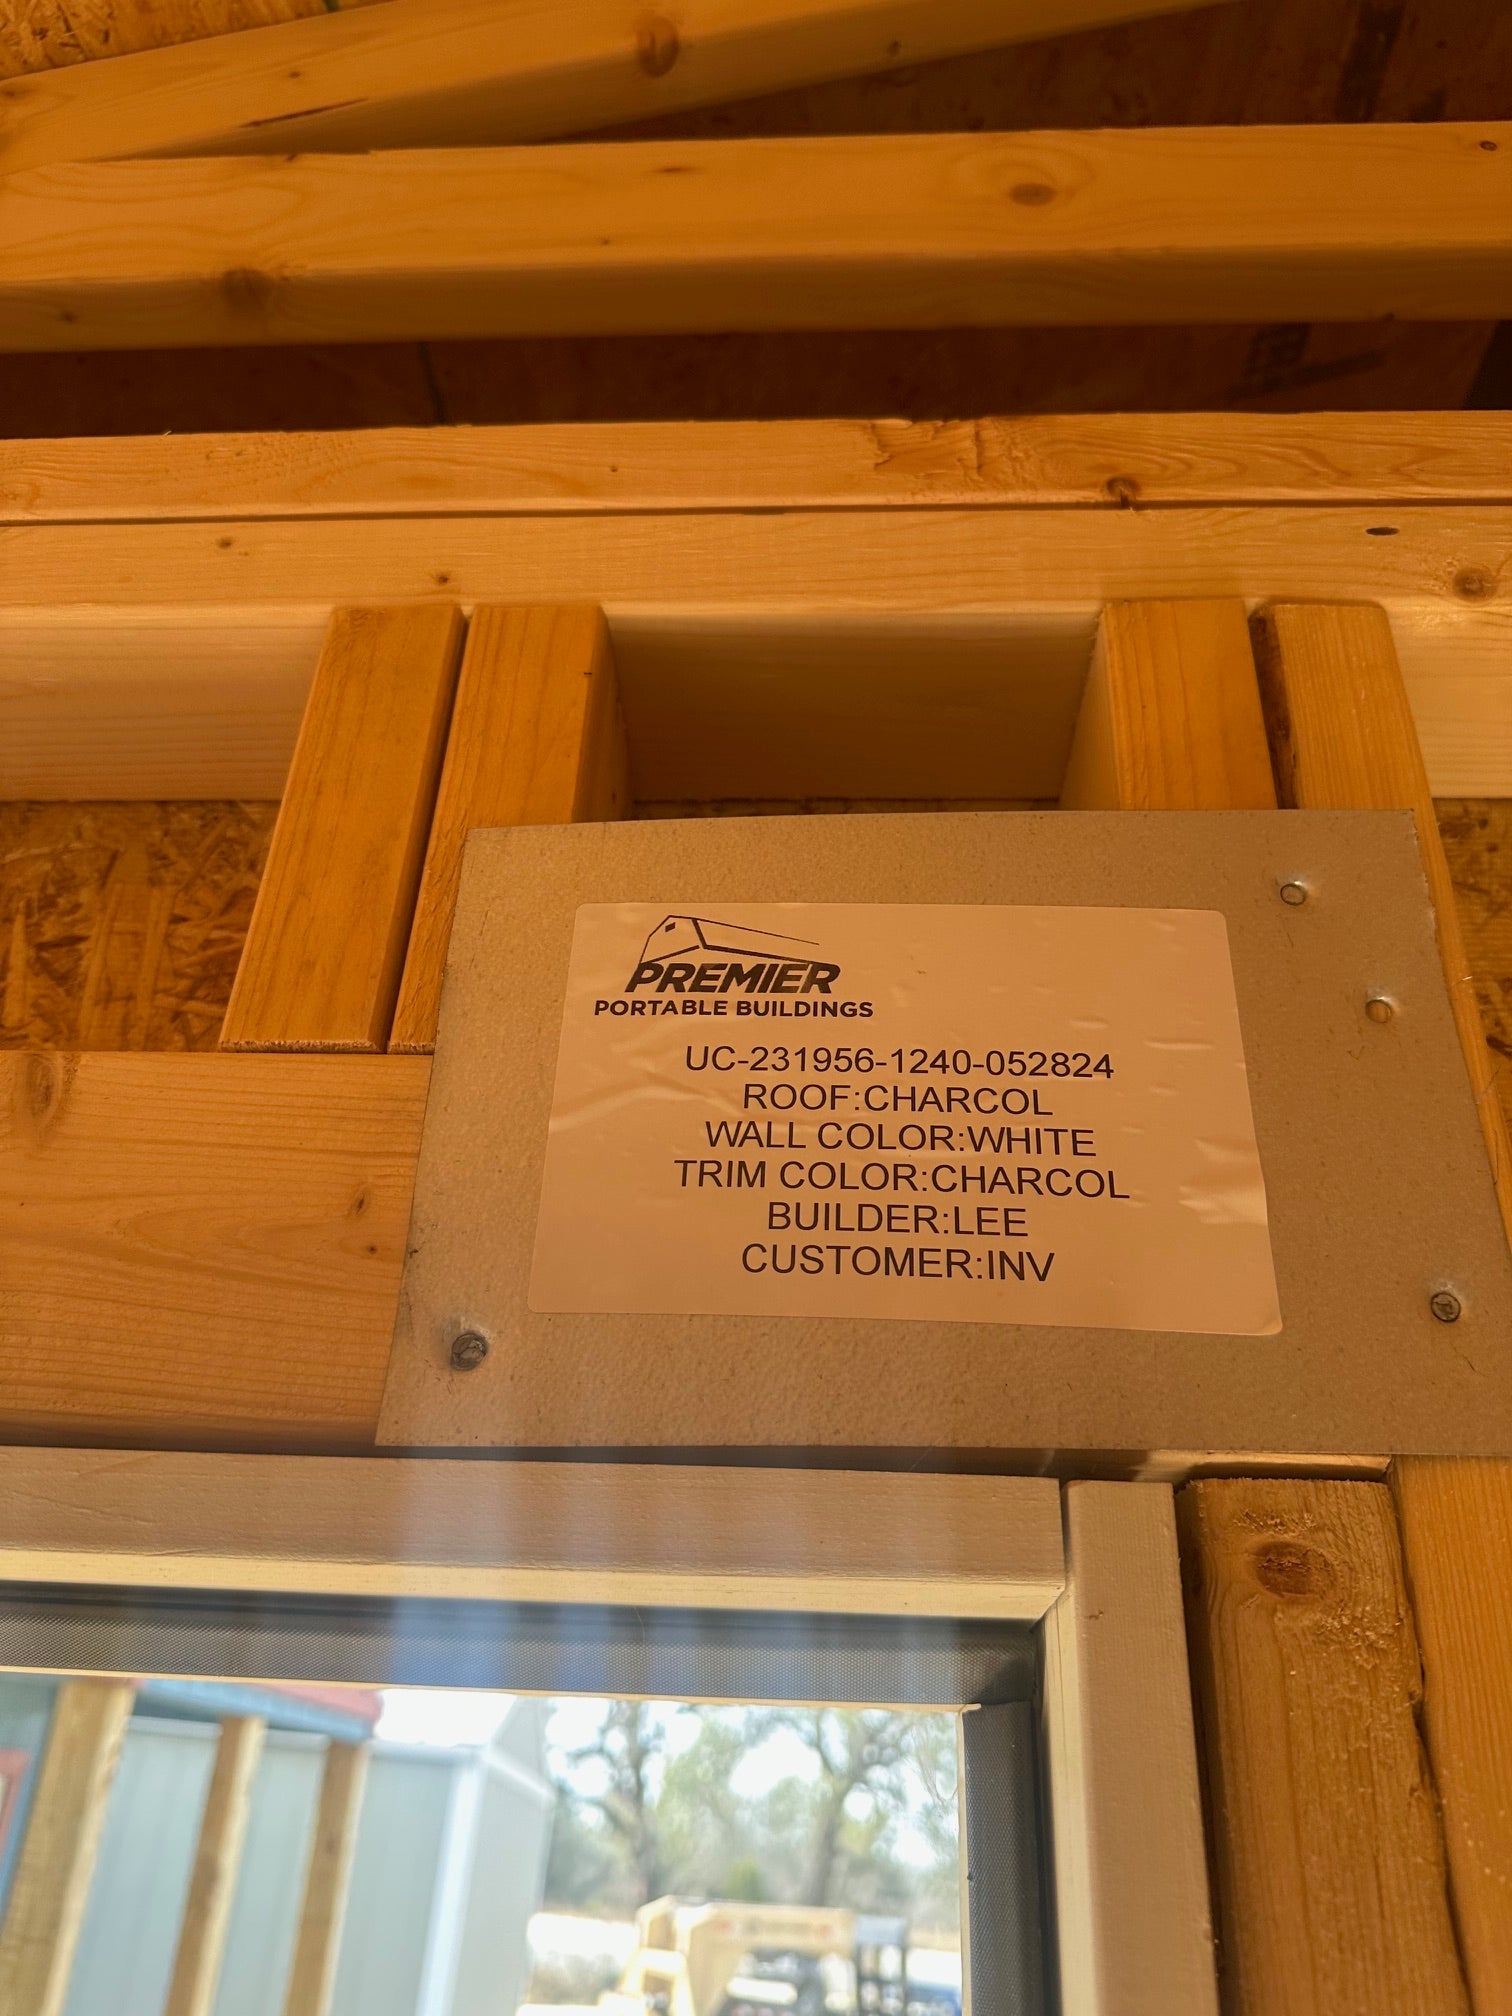 PREMIER
PORTABLE BUILDINGS
UC-231956-1240-052824
ROOF:CHARCOL
WALL COLOR:WHITE
TRIM COLOR:CHARCOL
BUILDER:LEE
CUSTOMER:INV